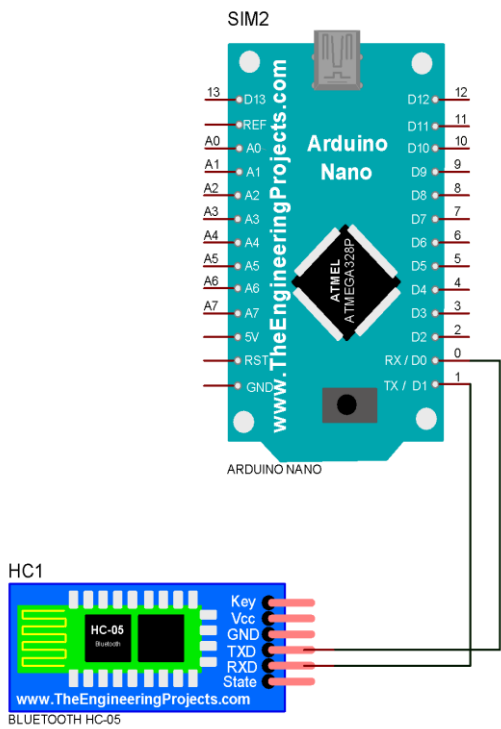 SIM2
13 D13 D12 12
REF D11 11
A0 A0 D10 10
A1 A1 D9 9
A2 A2 D8 8
A3 A3 D7 7
A4 A4 D6 6
A5 A5 D5 5
A6 A6 D4 4
A7 A7 D3 3
5V D2 2
RST RX / D0 0
GND TX / D1 1
www.TheEngineeringProjects.com
Arduino
Nano
ATMEL
ATMEGA328P
ARDUINO NANO
HC1
HC-05
Bluetooth
Key
Vcc
GND
TXD
RXD
State
www.TheEngineeringProjects.com
BLUETOOTH HC-05